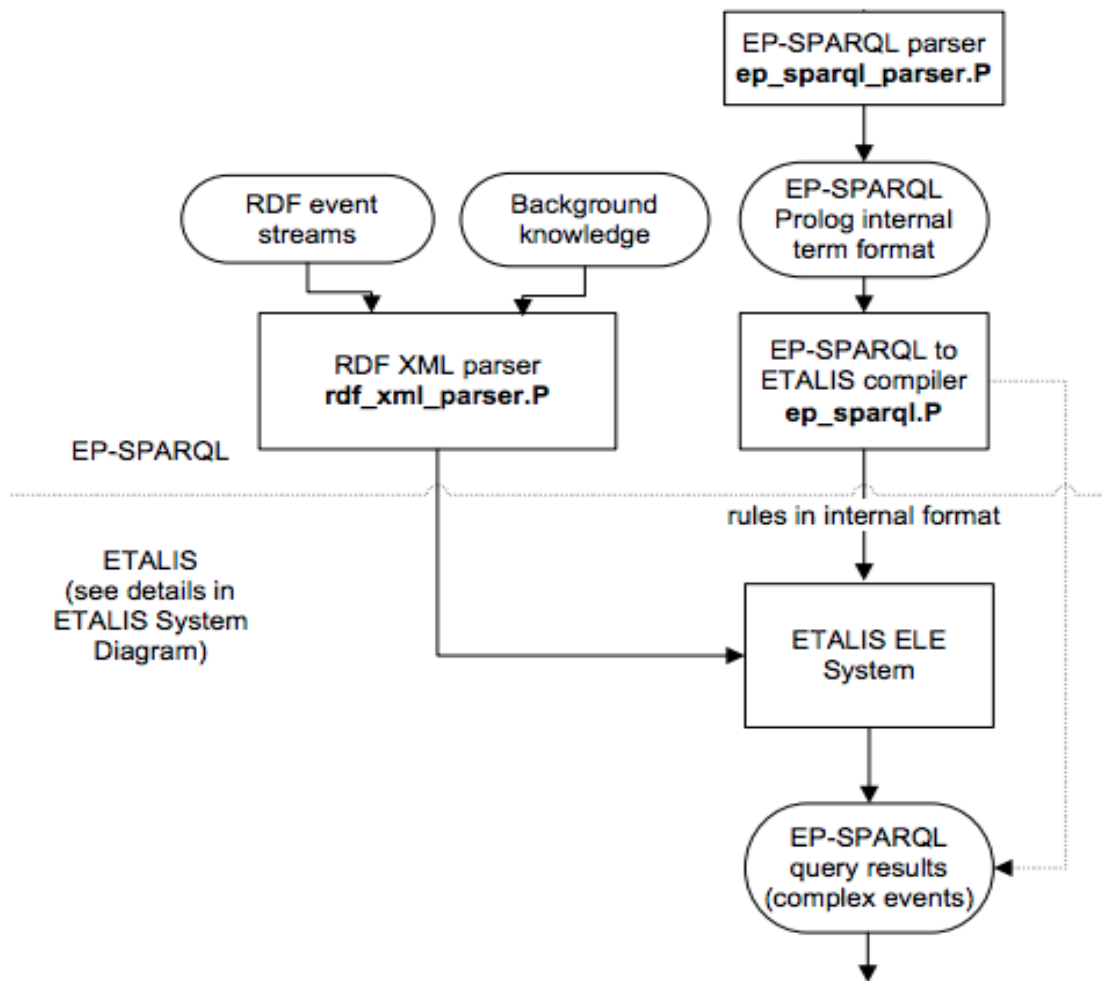 EP-SPARQL parser
ep_sparql_parser.P
RDF event
streams
Background
knowledge
EP-SPARQL
Prolog internal
term format
RDF XML parser
rdf_xml_parser.P
EP-SPARQL to
ETALIS compiler
ep_sparql.P
EP-SPARQL
rules in internal format
ETALIS
(see details in
ETALIS System
Diagram)
ETALIS ELE
System
EP-SPARQL
query results
(complex events)